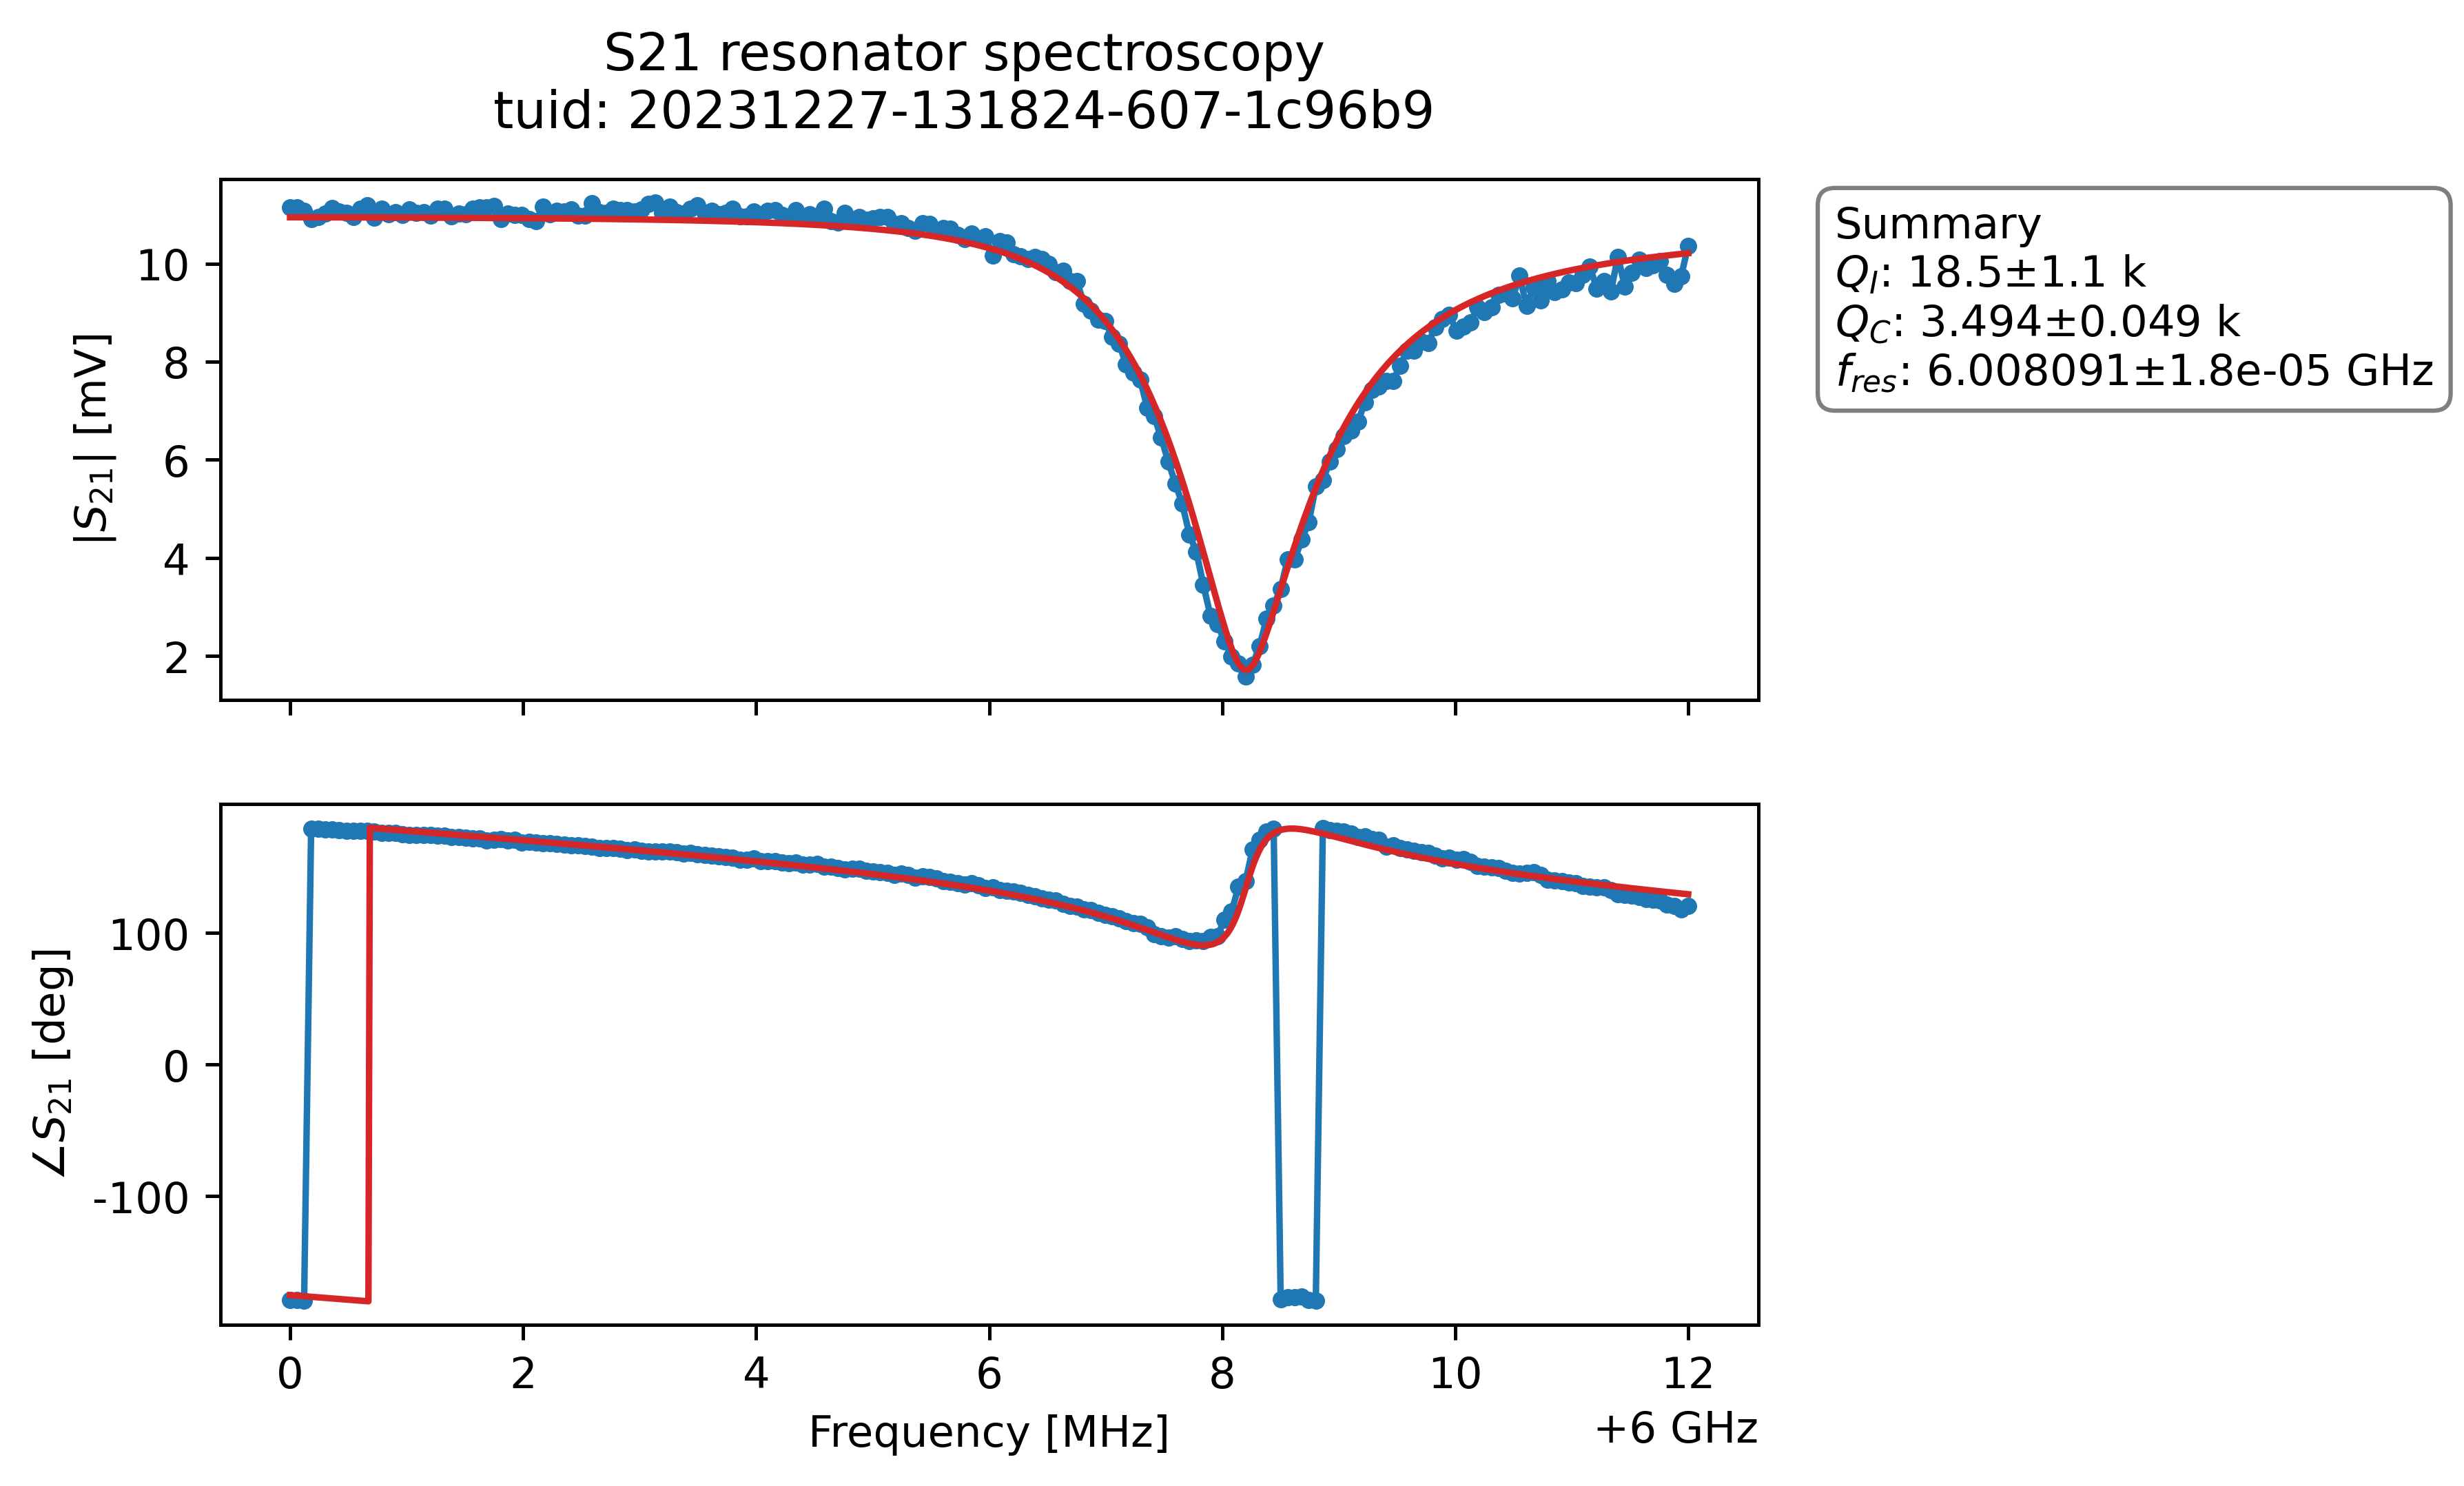 S21 resonator spectroscopy
tuid: 20231227-131824-607-1c96b9
|S21| [mV]
10
8
6
4
2
Summary
QI: 18.5±1.1 k
QC: 3.494±0.049 k
fres: 6.008091±1.8e-05 GHz
∠S21 [deg]
100
0
-100
0 2 4 6 8 10 12
Frequency [MHz]
+6 GHz